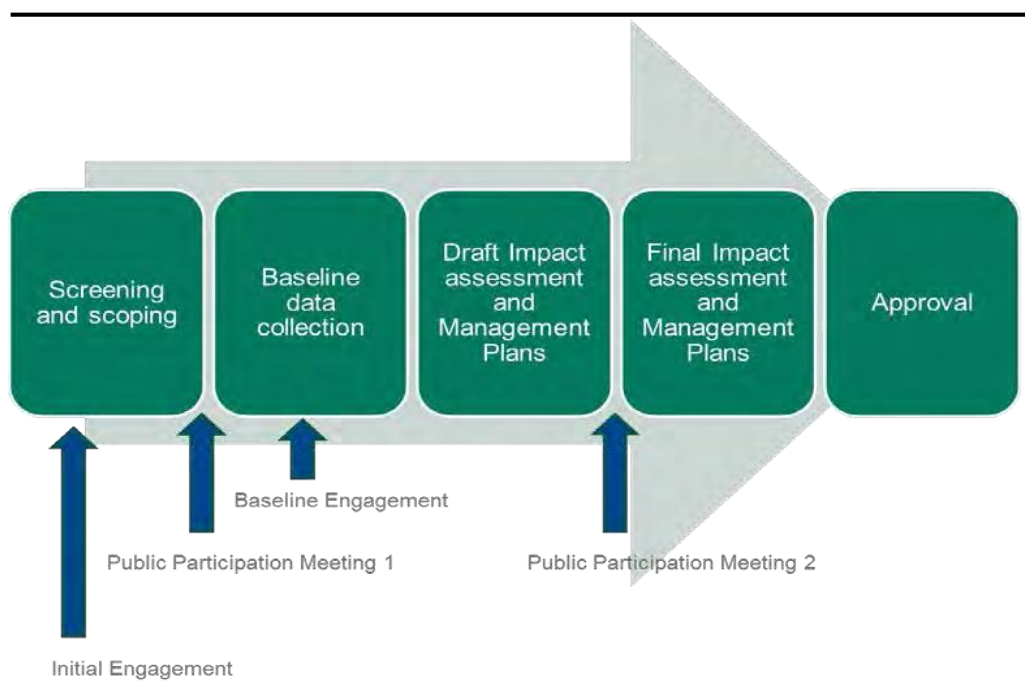 Screening
and scoping
Baseline
data
collection
Draft Impact
assessment
and
Management
Plans
Final Impact
assessment
and
Management
Plans
Approval
Baseline Engagement
Public Participation Meeting 1
Public Participation Meeting 2
Initial Engagement